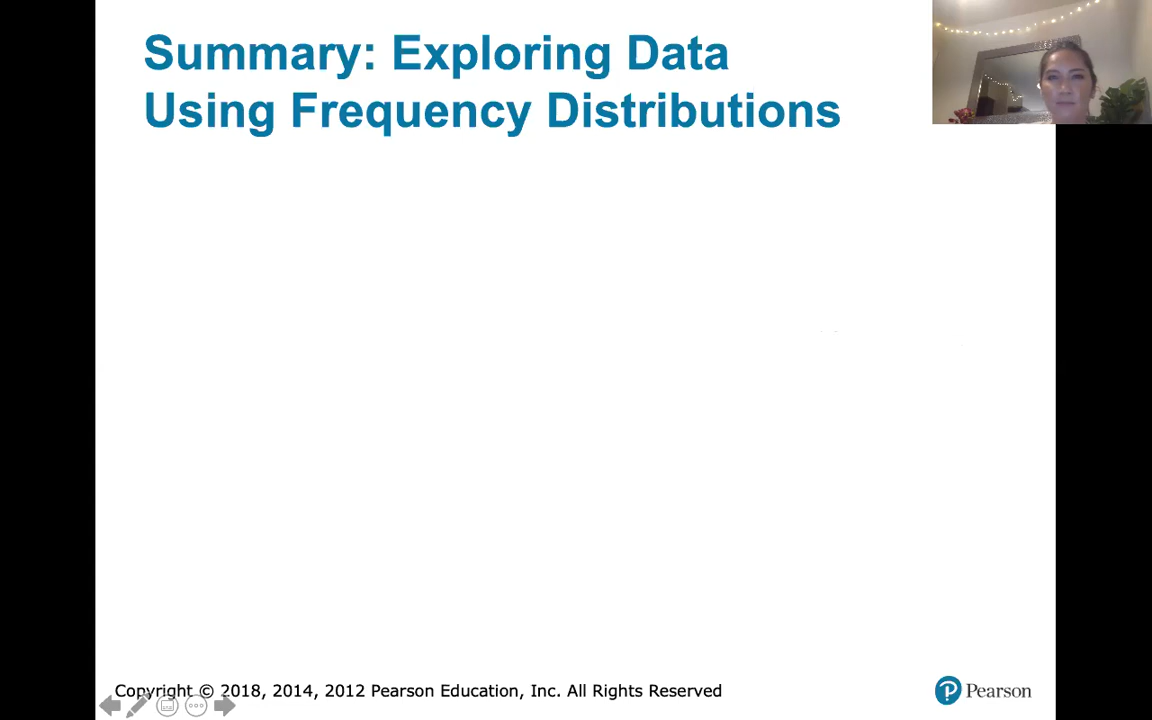 Summary: Exploring Data
Using Frequency Distributions
Copyright © 2018, 2014, 2012 Pearson Education, Inc. All Rights Reserved
Pearson